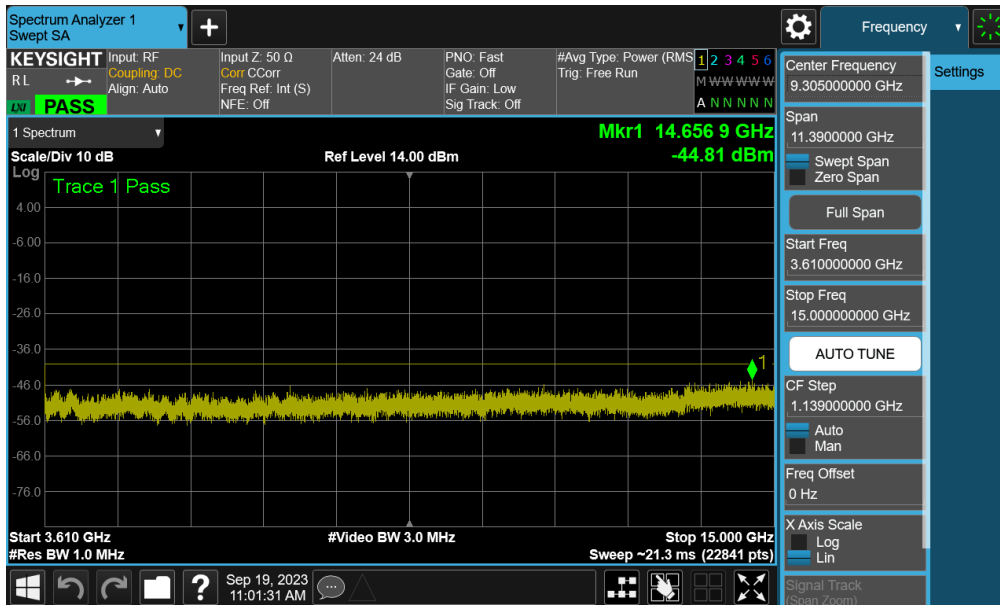 Spectrum Analyzer 1
Swept SA
+
Frequency
KEYSIGHT
R L
LXI PASS
Input: RF
Coupling: DC
Align: Auto
Input Z: 50 Ω
Corr CCorr
Freq Ref: Int (S)
NFE: Off
Atten: 24 dB
PNO: Fast
Gate: Off
IF Gain: Low
Sig Track: Off
#Avg Type: Power (RMS
Trig: Free Run
1 2 3 4 5 6
M W W W W W
A N N N N N
1 Spectrum
Scale/Div 10 dB
Ref Level 14.00 dBm
Mkr1 14.656 9 GHz
-44.81 dBm
Log
Trace 1 Pass
4.00
-6.00
-16.0
-26.0
-36.0
-46.0
-56.0
-66.0
-76.0
1
Start 3.610 GHz
#Res BW 1.0 MHz
#Video BW 3.0 MHz
Stop 15.000 GHz
Sweep ~21.3 ms (22841 pts)
Center Frequency
9.305000000 GHz
Span
11.3900000 GHz
Swept Span
Zero Span
Full Span
Start Freq
3.610000000 GHz
Stop Freq
15.000000000 GHz
AUTO TUNE
CF Step
1.139000000 GHz
Auto
Man
Freq Offset
0 Hz
X Axis Scale
Log
Lin
Signal Track
(Span Zoom)
Settings
?
Sep 19, 2023
11:01:31 AM